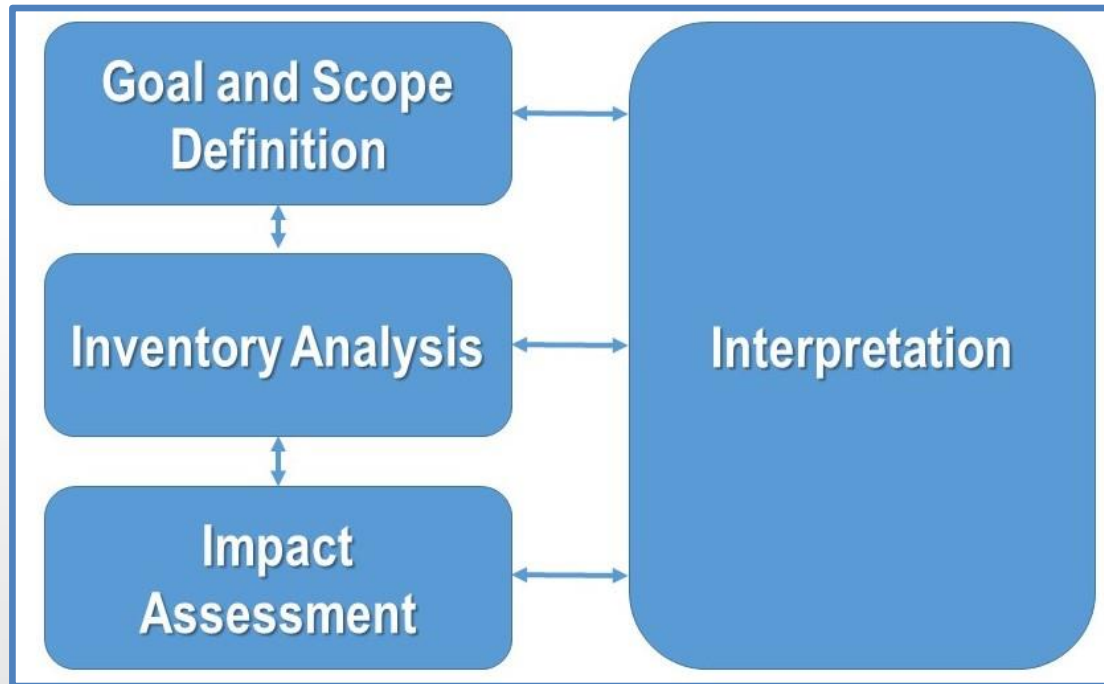 Goal and Scope
Definition
Inventory Analysis
Impact
Assessment
Interpretation